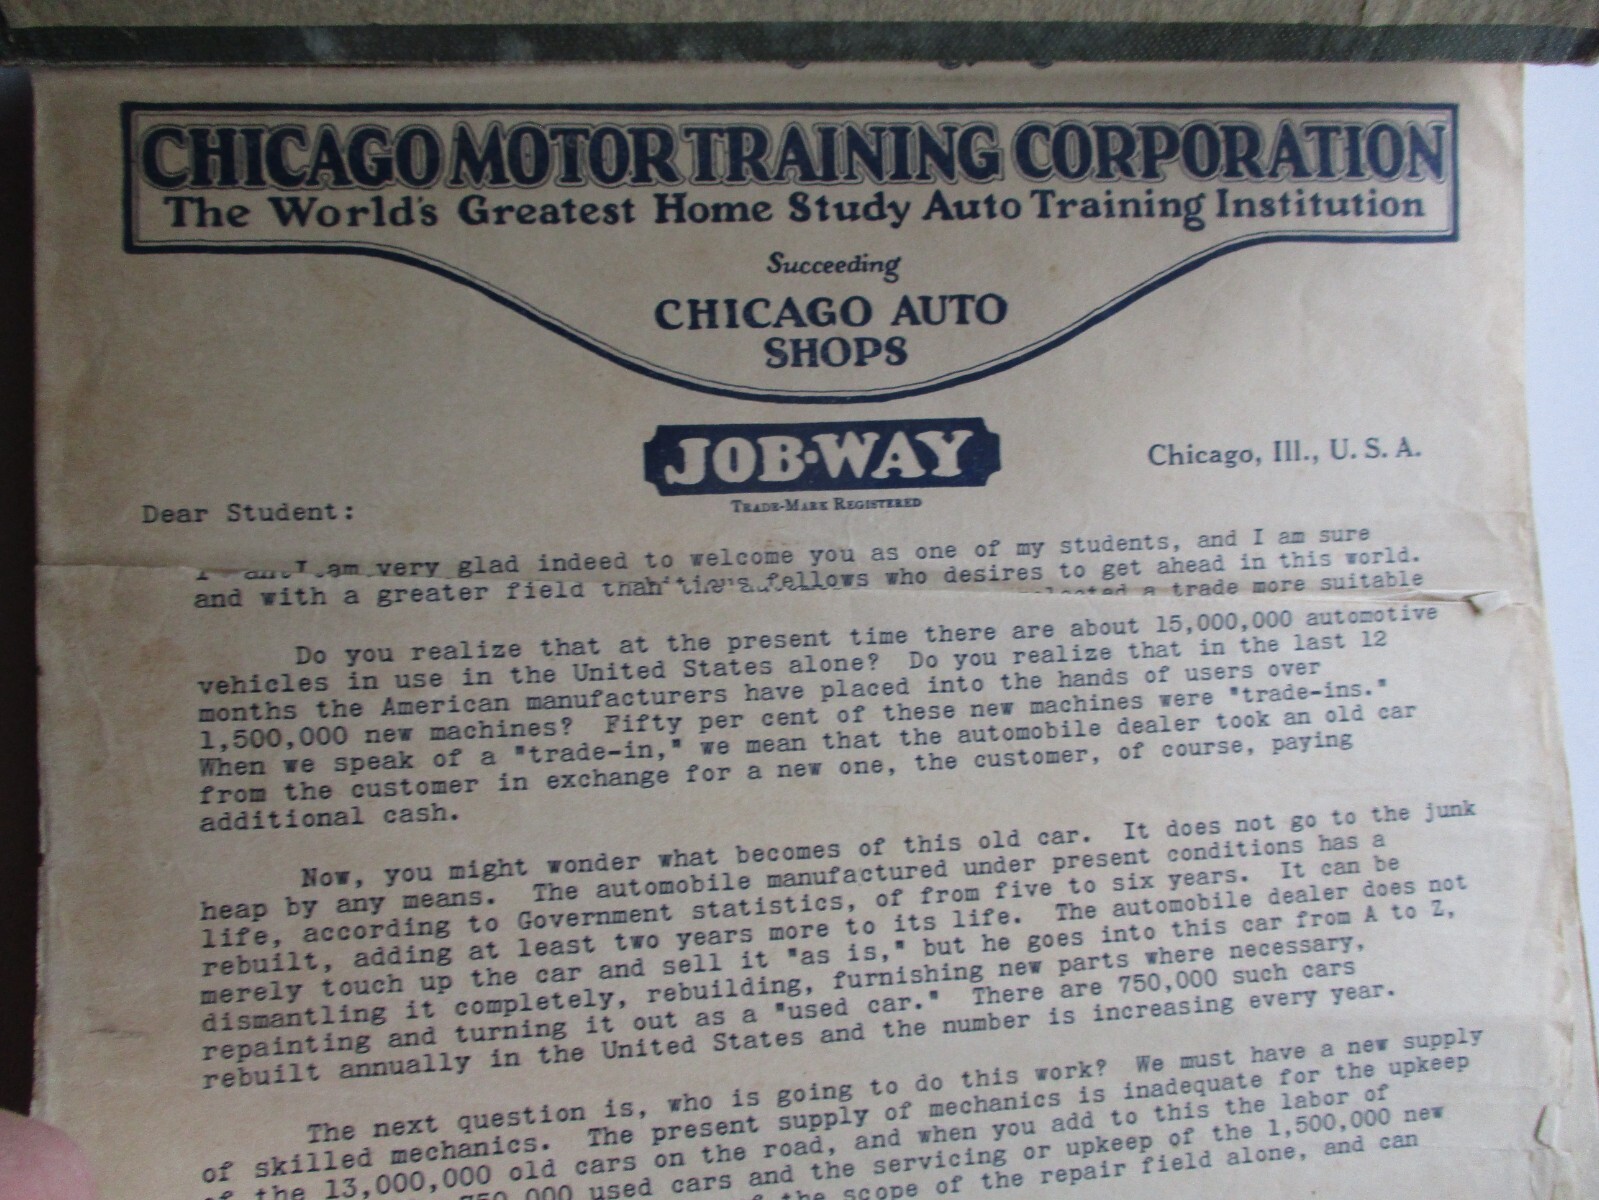 CHICAGO MOTOR TRAINING CORPORATION
The World's Greatest Home Study Auto Training Institution
Succeeding
CHICAGO AUTO
SHOPS
JOB-WAY
TRADE-MARK REGISTERED
Chicago, Ill., U. S. A.
Dear Student:
I am very glad indeed to welcome you as one of my students, and I am sure
fellows who desires to get ahead in this world.
and with a greater field than a trade more suitable
Do you realize that at the present time there are about 15,000,000 automotive
vehicles in use in the United States alone? Do you realize that in the last 12
months the American manufacturers have placed into the hands of users over
1,500,000 new machines? Fifty per cent of these new machines were "trade-ins."
When we speak of a "trade-in," we mean that the automobile dealer took an old car
from the customer in exchange for a new one, the customer, of course, paying
additional cash.
Now, you might wonder what becomes of this old car. It does not go to the junk
heap by any means. The automobile manufactured under present conditions has a
life, according to Government statistics, of from five to six years. It can be
rebuilt, adding at least two years more to its life. The automobile dealer does not
merely touch up the car and sell it "as is," but he goes into this car from A to Z,
dismantling it completely, rebuilding, furnishing new parts where necessary,
repainting and turning it out as a "used car." There are 750,000 such cars
rebuilt annually in the United States and the number is increasing every year.
The next question is, who is going to do this work? We must have a new supply
of skilled mechanics. The present supply of mechanics is inadequate for the upkeep
of the 13,000,000 old cars on the road, and when you add to this the labor of
750,000 used cars and the servicing or upkeep of the 1,500,000 new
the scope of the repair field alone, and can